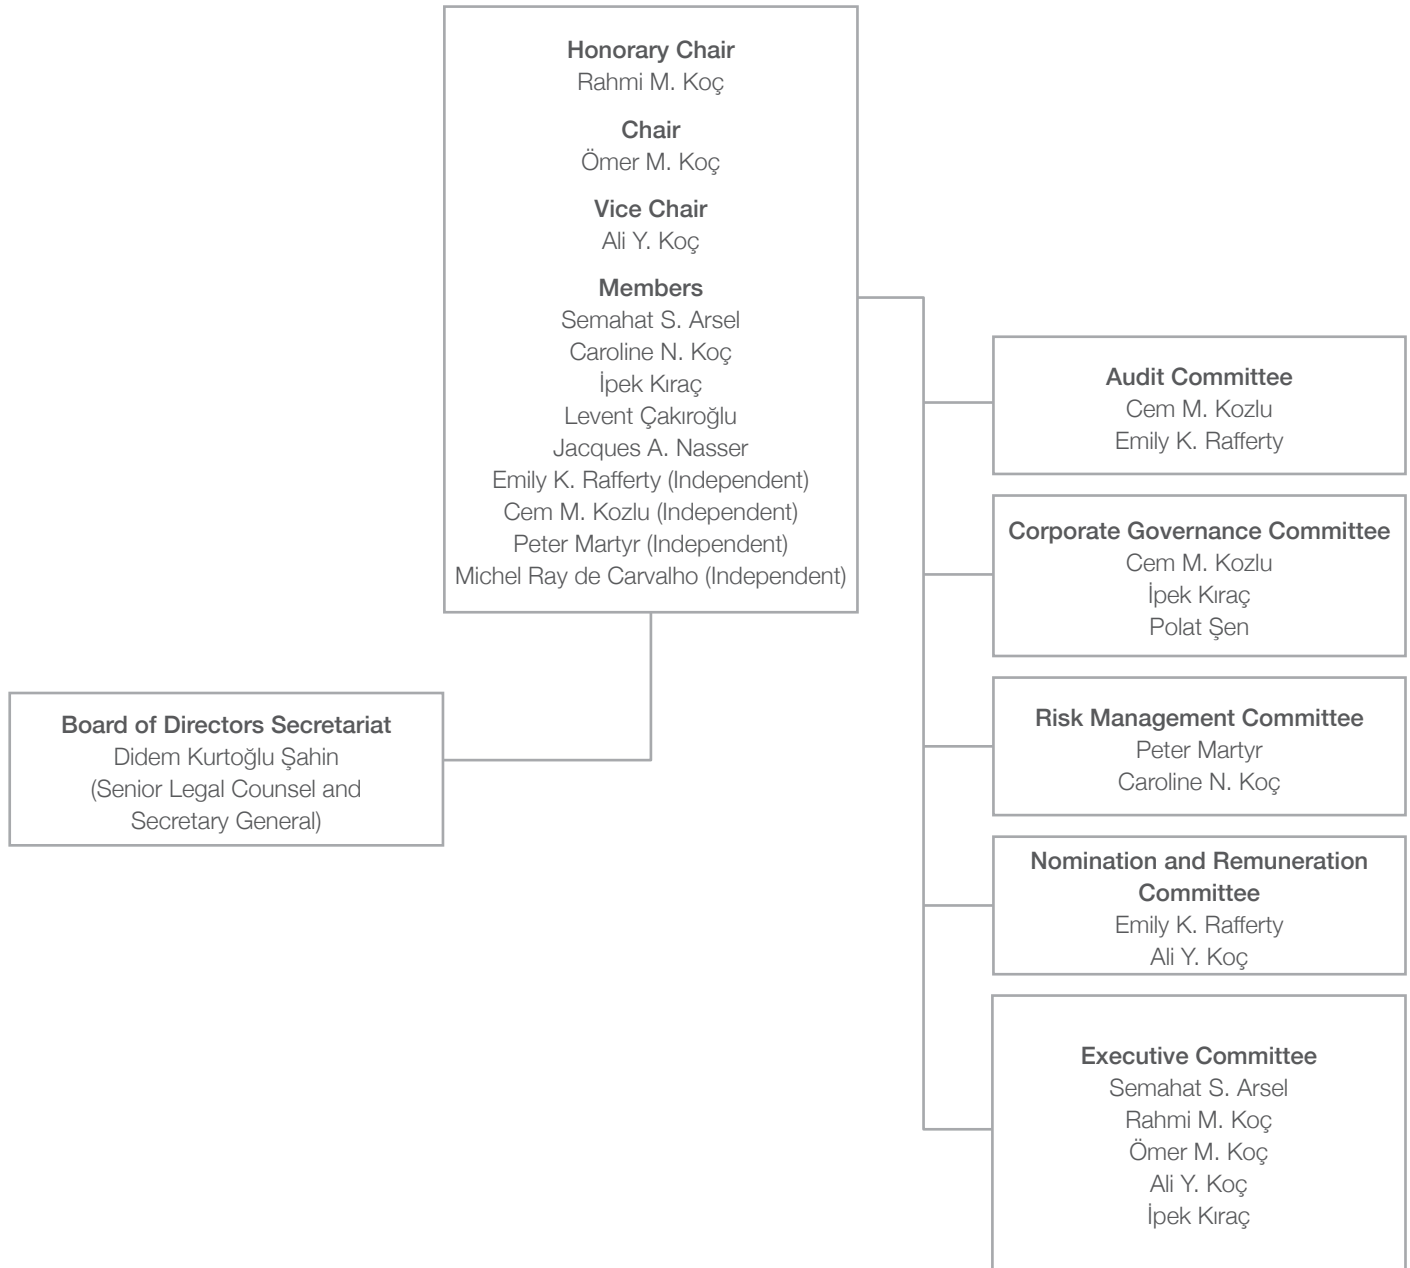 Honorary Chair
Rahmi M. Koç
Chair
Ömer M. Koç
Vice Chair
Ali Y. Koç
Members
Semahat S. Arsel
Caroline N. Koç
İpek Kıraç
Levent Çakıroğlu
Jacques A. Nasser
Emily K. Rafferty (Independent)
Cem M. Kozlu (Independent)
Peter Martyr (Independent)
Michel Ray de Carvalho (Independent)
Board of Directors Secretariat
Didem Kurtoğlu Şahin
(Senior Legal Counsel and
Secretary General)
Audit Committee
Cem M. Kozlu
Emily K. Rafferty
Corporate Governance Committee
Cem M. Kozlu
İpek Kıraç
Polat Şen
Risk Management Committee
Peter Martyr
Caroline N. Koç
Nomination and Remuneration
Committee
Emily K. Rafferty
Ali Y. Koç
Executive Committee
Semahat S. Arsel
Rahmi M. Koç
Ömer M. Koç
Ali Y. Koç
İpek Kıraç